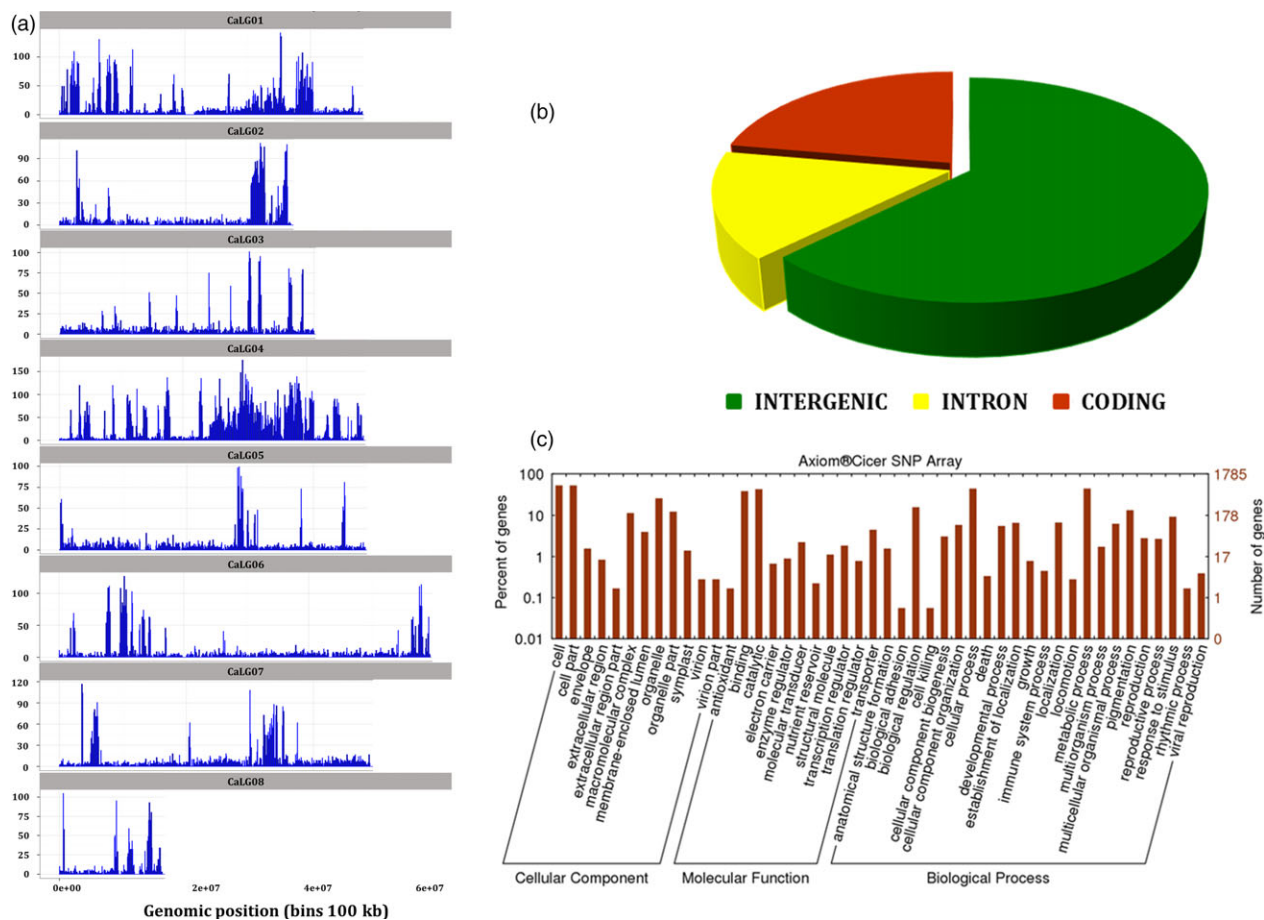 (a)
CaLG01
100
50
0
CaLG02
90
60
30
0
CaLG03
100
75
50
25
0
CaLG04
150
100
50
0
CaLG05
100
75
50
25
0
CaLG06
100
50
0
CaLG07
120
90
60
30
0
CaLG08
100
75
50
25
0
0e+00 2e+07 4e+07 6e+07
Genomic position (bins 100 kb)
(b)
INTERGENIC INTRON CODING
(c)
Axiom®Cicer SNP Array
Percent of genes
100
10
1
0.1
0.01
1785
178
17
1
0
Number of genes
cell
cell part
envelope
extracellular region
extracellular region part
macromolecular complex
membrane-enclosed lumen
organelle
organelle part
symplast
virion
virion part
antioxidant
binding
catalytic
electron carrier
enzyme regulator
molecular transducer
nutrient reservoir
structural molecule
transcription regulator
translation regulator
transporter
anatomical structure formation
biological adhesion
biological regulation
cell killing
cellular component biogenesis
cellular component organization
cellular process
death
developmental process
establishment of localization
growth
immune system process
localization
locomotion
metabolic process
multiorganism process
multicellular organismal process
pigmentation
reproduction
reproductive process
response to stimulus
rhythmic process
viral reproduction
Cellular Component
Molecular Function
Biological Process